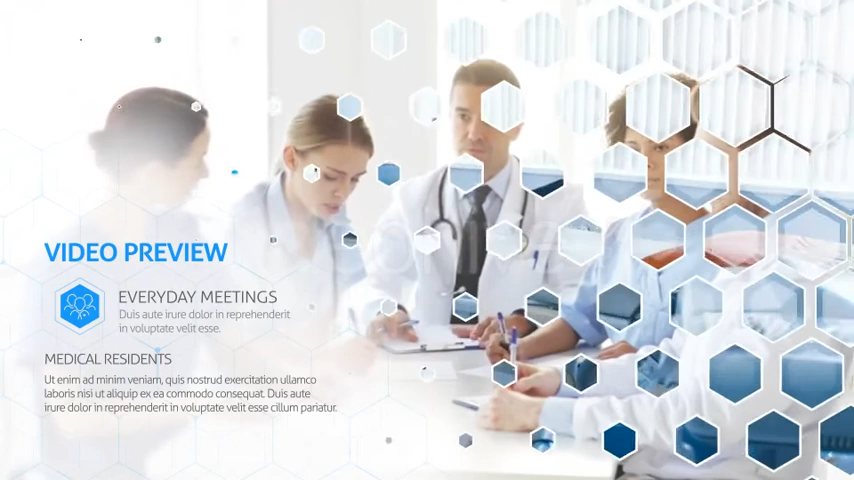 VIDEO PREVIEW
EVERYDAY MEETINGS
Duis aute irure dolor in reprehenderit
in voluptate velit esse.
MEDICAL RESIDENTS
Ut enim ad minim veniam, quis nostrud exercitation ullamco
laboris nisi ut aliquip ex ea commodo consequat. Duis aute
irure dolor in reprehenderit in voluptate velit esse cillum pariatur.